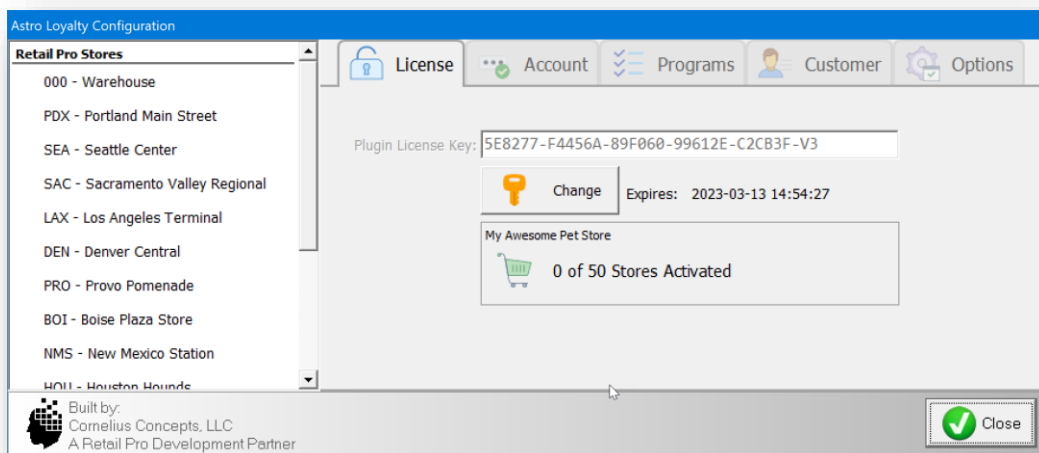 Astro Loyalty Configuration
Retail Pro Stores
000 - Warehouse
PDX - Portland Main Street
SEA - Seattle Center
SAC - Sacramento Valley Regional
LAX - Los Angeles Terminal
DEN - Denver Central
PRO - Provo Pomenade
BOI - Boise Plaza Store
NMS - New Mexico Station
HOU - Houston Hounds
License
Account
Programs
Customer
Options
Plugin License Key: 5E8277-F4456A-89F060-99612E-C2CB3F-V3
Change
Expires: 2023-03-13 14:54:27
My Awesome Pet Store
0 of 50 Stores Activated
Built by:
Cornelius Concepts, LLC
A Retail Pro Development Partner
Close